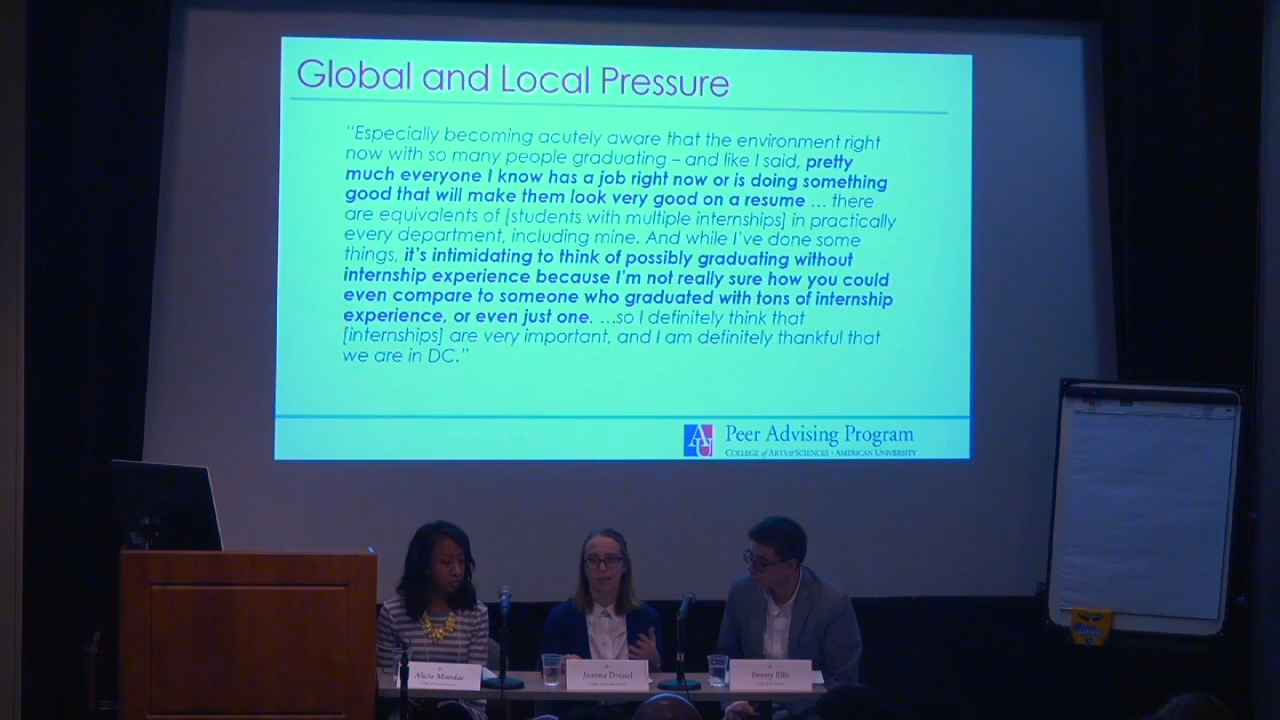 Global and Local Pressure
“Especially becoming acutely aware that the environment right
now with so many people graduating – and like I said, pretty
much everyone I know has a job right now or is doing something
good that will make them look very good on a resume … there
are equivalents of [students with multiple internships] in practically
every department, including mine. And while I’ve done some
things, it’s intimidating to think of possibly graduating without
internship experience because I’m not really sure how you could
even compare to someone who graduated with tons of internship
experience, or even just one. …so I definitely think that
[internships] are very important, and I am definitely thankful that
we are in DC.”
AU
Peer Advising Program
College of Arts & Sciences • American University
Alicia Mandac
Joanna Dressel
Jimmy Ellis